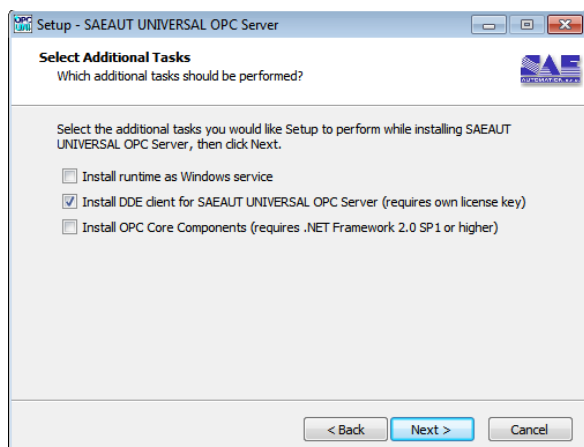 Setup - SAEAUT UNIVERSAL OPC Server
Select Additional Tasks
Which additional tasks should be performed?
SAE
AUTOMATION, s.r.o.
Select the additional tasks you would like Setup to perform while installing SAEAUT
UNIVERSAL OPC Server, then click Next.
Install runtime as Windows service
Install DDE client for SAEAUT UNIVERSAL OPC Server (requires own license key)
Install OPC Core Components (requires .NET Framework 2.0 SP1 or higher)
< Back
Next >
Cancel